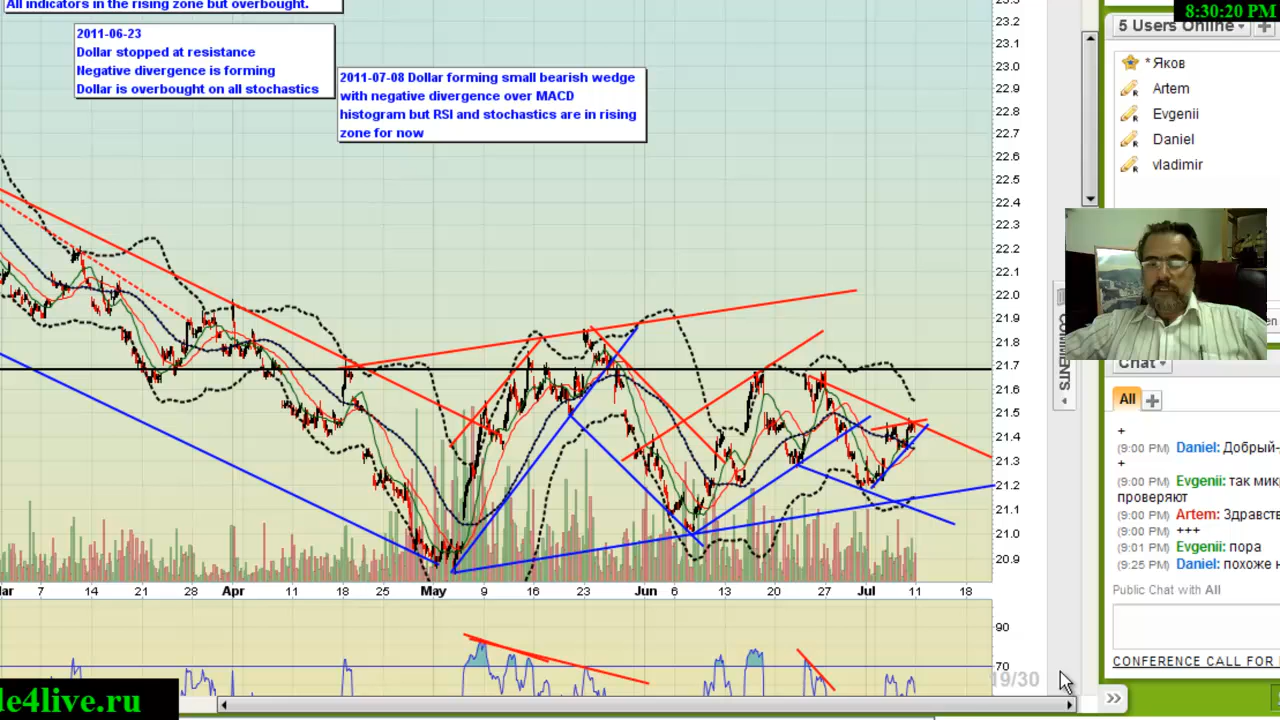 All indicators in the rising zone but overbought.
8:30:20 PM
5 Users Online
2011-06-23
Dollar stopped at resistance
Negative divergence is forming
Dollar is overbought on all stochastics
2011-07-08 Dollar forming small bearish wedge
with negative divergence over MACD
histogram but RSI and stochastics are in rising
zone for now
23.2
23.1
23.0
22.9
22.8
22.7
22.6
22.5
22.4
22.3
22.2
22.1
22.0
21.9
21.8
21.7
21.6
21.5
21.4
21.3
21.2
21.1
21.0
20.9
* Яков
Artem
Evgenii
Daniel
vladimir
COMMENTS
Chat
All
+
(9:00 PM) Daniel: Добрый-
+
(9:00 PM) Evgenii: так мик
проверяют
(9:00 PM) Artem: Здравств
(9:00 PM) +++
(9:01 PM) Evgenii: пора
(9:25 PM) Daniel: похоже н
Public Chat with All
CONFERENCE CALL FOR
7 14 21 28 Apr 11 18 25 May 9 16 23 Jun 6 13 20 27 Jul 11 18
90
70
19/30
de4live.ru